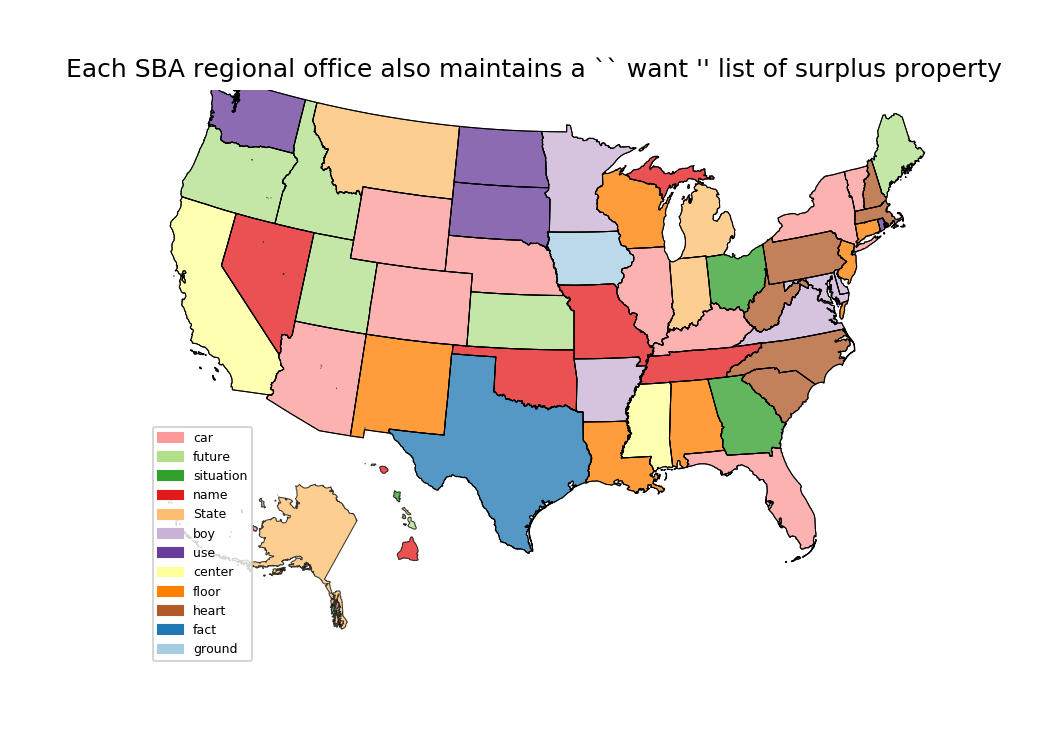 Each SBA regional office also maintains a `` want '' list of surplus property
car
future
situation
name
State
boy
use
center
floor
heart
fact
ground